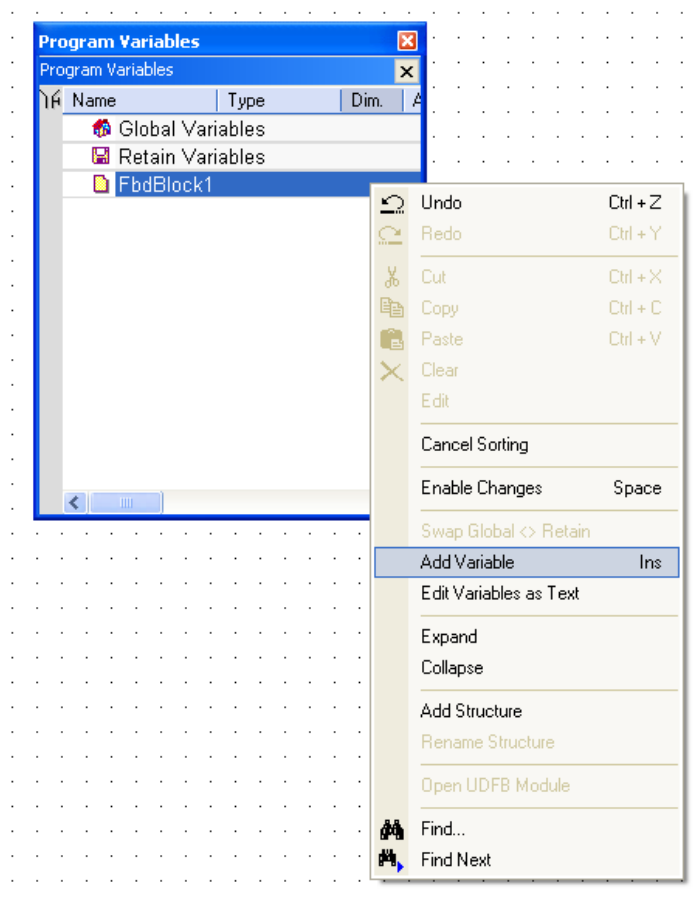 Program Variables
Program Variables
Name Type Dim. A
Global Variables
Retain Variables
FbdBlock1
Undo Ctrl + Z
Redo Ctrl + Y
Cut Ctrl + X
Copy Ctrl + C
Paste Ctrl + V
Clear
Edit
Cancel Sorting
Enable Changes Space
Swap Global <> Retain
Add Variable Ins
Edit Variables as Text
Expand
Collapse
Add Structure
Rename Structure
Open UDFB Module
Find...
Find Next